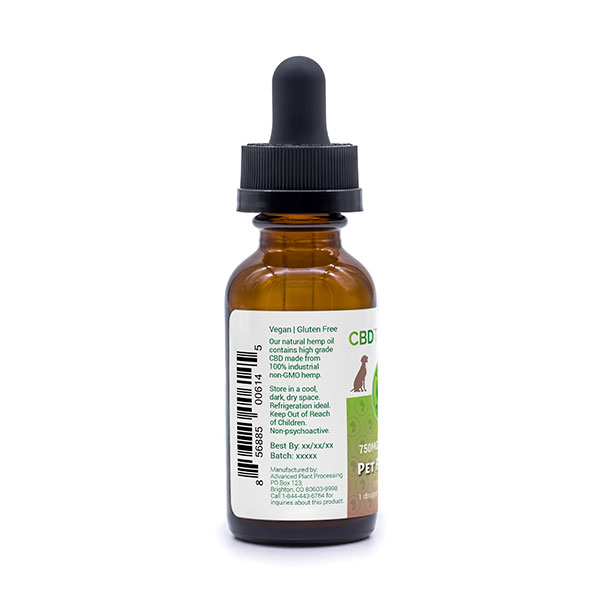 Vegan | Gluten Free
Our natural hemp oil
contains high grade
CBD made from
100% industrial
non-GMO hemp.
Store in a cool,
dark, dry space.
Refrigeration ideal.
Keep Out of Reach
of Children.
Non-psychoactive.
Best By: xx/xx/xx
Batch: xxxxx
Manufactured by:
Advanced Plant Processing
PO Box 123,
Brighton, CO 80603-9998
Call 1-844-443-6764 for
inquiries about this product.
8 56885 00614 5
CBD
750M
PET